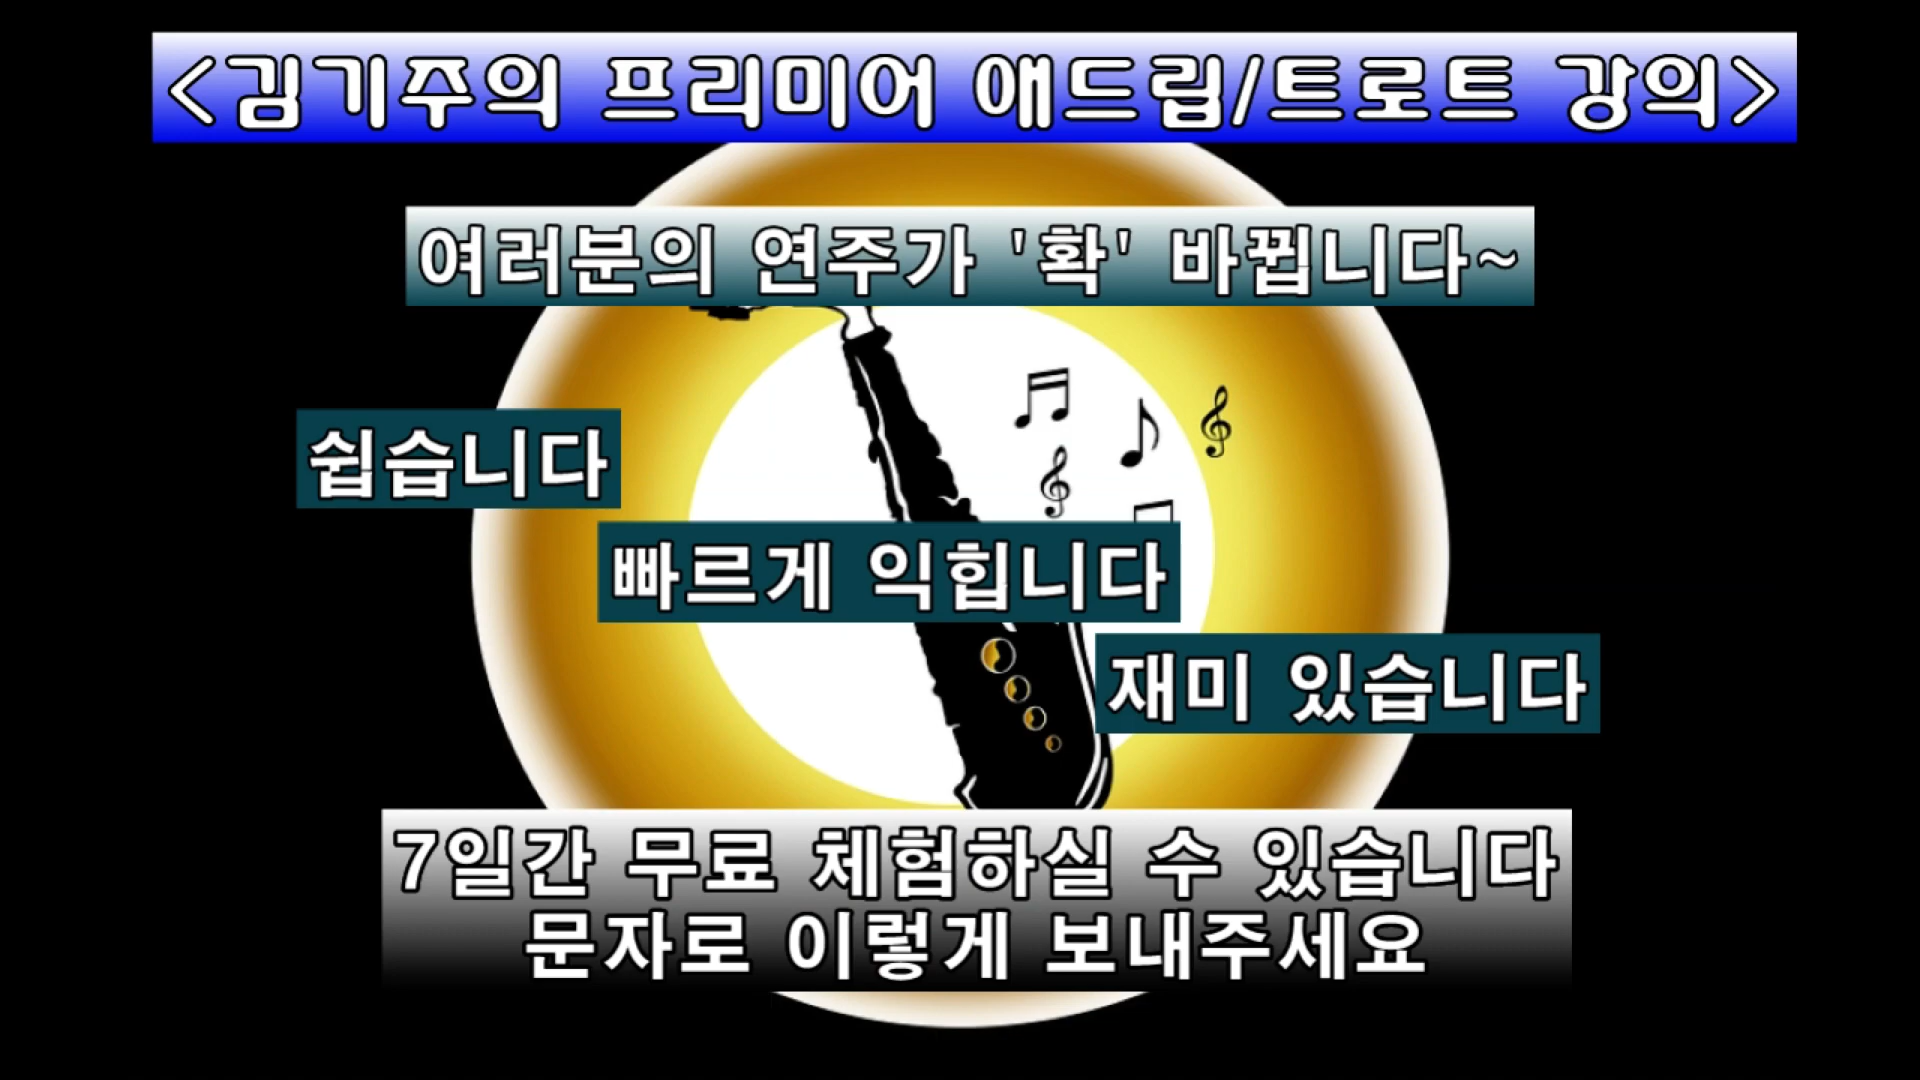 <김기주의 프리미어 애드립/트로트 강의>
여러분의 연주가 '확' 바뀝니다~
쉽습니다
빠르게 익힙니다
재미 있습니다
7일간 무료 체험하실 수 있습니다
문자로 이렇게 보내주세요